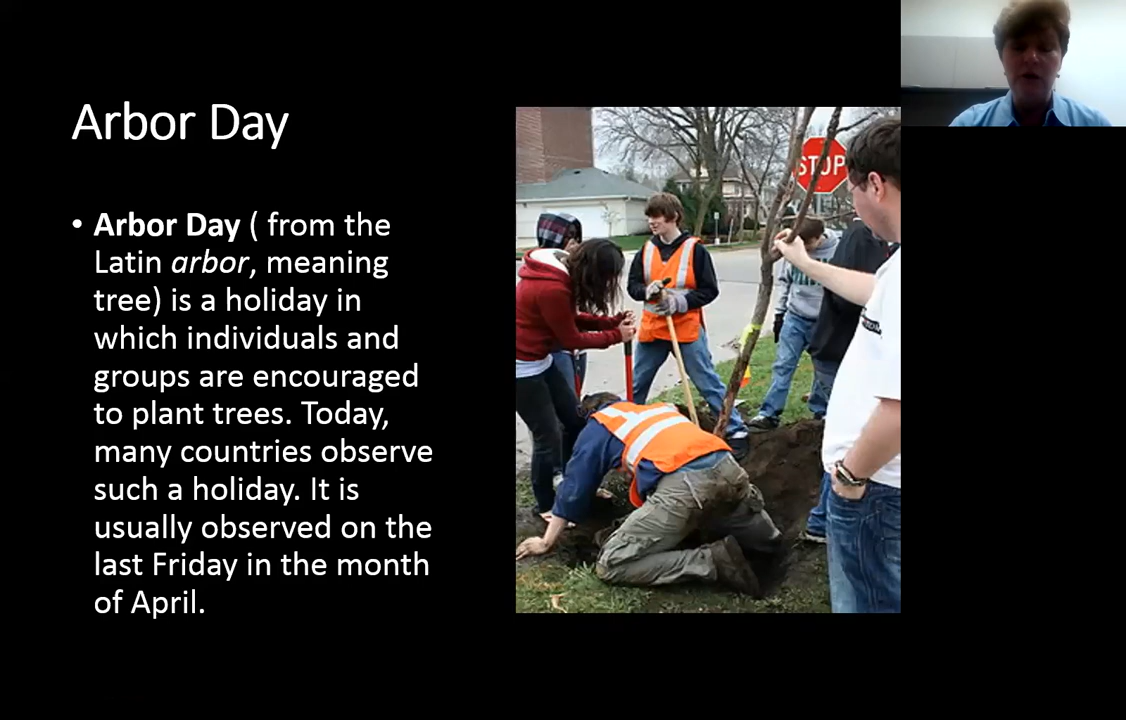 Arbor Day
• Arbor Day ( from the
Latin arbor, meaning
tree) is a holiday in
which individuals and
groups are encouraged
to plant trees. Today,
many countries observe
such a holiday. It is
usually observed on the
last Friday in the month
of April.
STOP